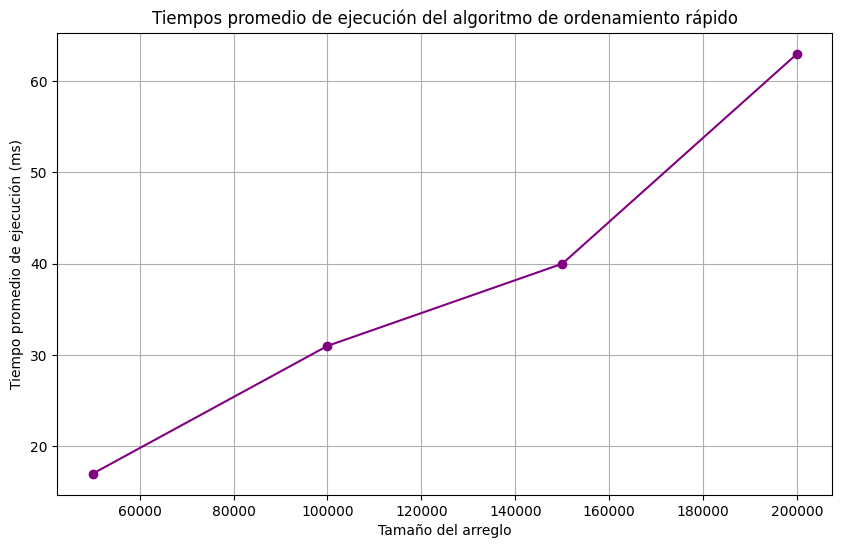 Tiempos promedio de ejecución del algoritmo de ordenamiento rápido
Tiempo promedio de ejecución (ms)
60
50
40
30
20
60000 80000 100000 120000 140000 160000 180000 200000
Tamaño del arreglo